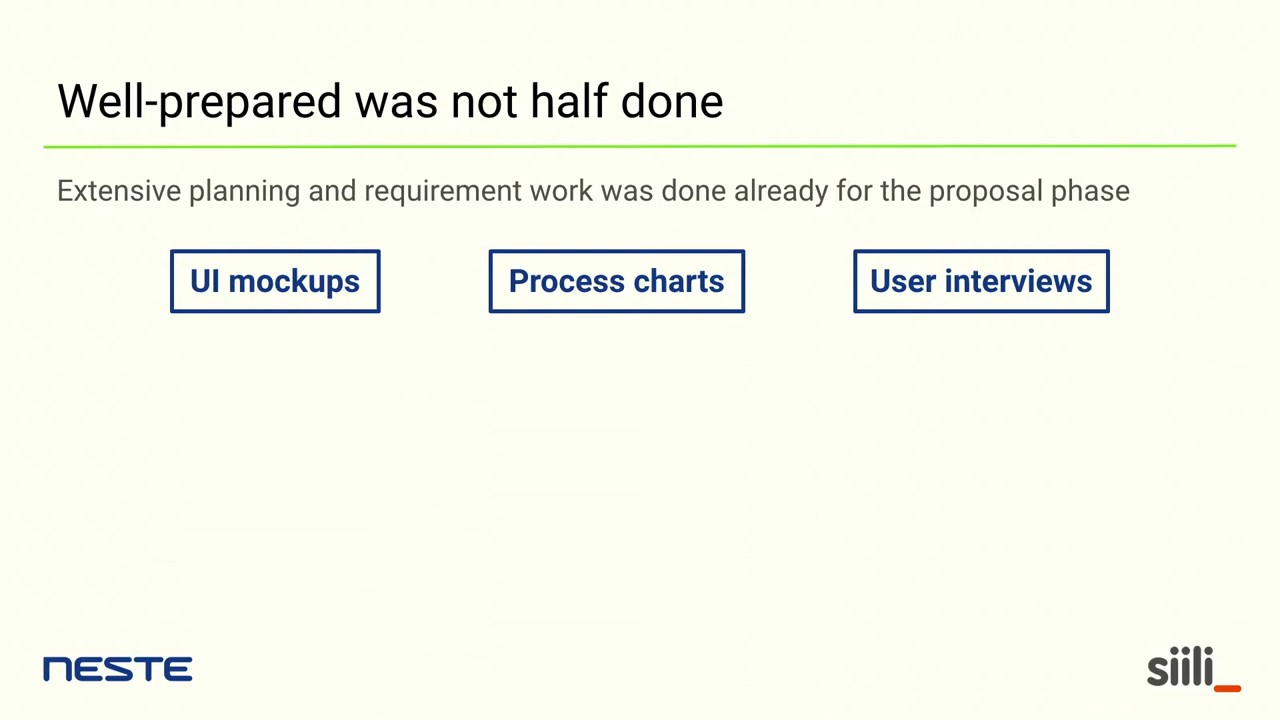 Well-prepared was not half done
Extensive planning and requirement work was done already for the proposal phase
UI mockups
Process charts
User interviews
NESTE
siili_